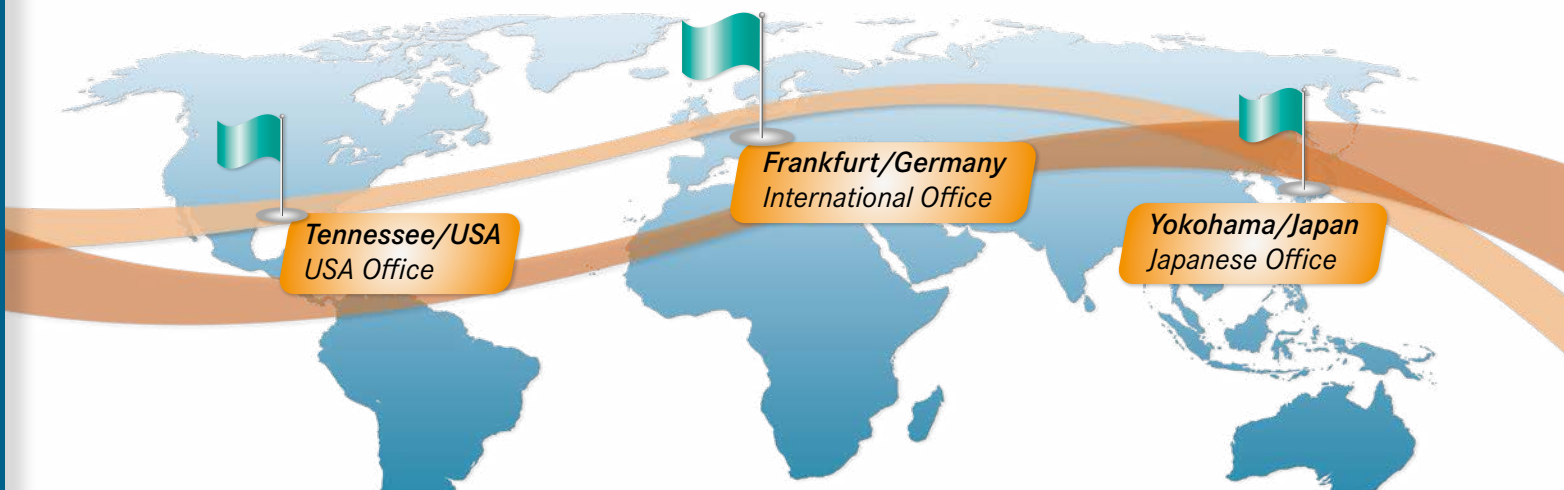 Frankfurt/Germany
International Office
Tennessee/USA
USA Office
Yokohama/Japan
Japanese Office